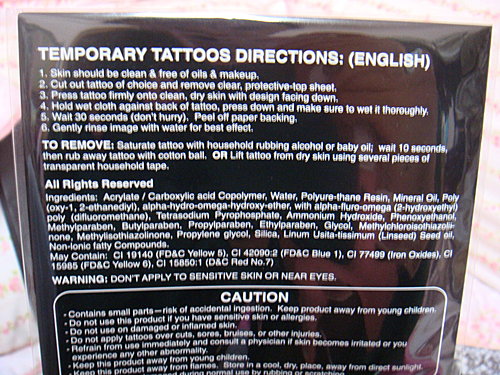 TEMPORARY TATTOOS DIRECTIONS: (ENGLISH)
1. Skin should be clean & free of oils & makeup.
2. Cut out tattoo of choice and remove clear, protective-top sheet.
3. Press tattoo firmly onto clean, dry skin with design facing down.
4. Hold wet cloth against back of tattoo, press down and make sure to wet it thoroughly.
5. Wait 30 seconds (don't hurry). Peel off paper backing.
6. Gently rinse image with water for best effect.
TO REMOVE: Saturate tattoo with household rubbing alcohol or baby oil; wait 10 seconds,
then rub away tattoo with cotton ball. OR Lift tattoo from dry skin using several pieces of
transparent household tape.
All Rights Reserved
Ingredients: Acrylate / Carboxylic acid Copolymer, Water, Polyure-thane Resin, Mineral Oil, Poly
(oxy-1, 2-ethanediyl), alpha-hydro-omega-hydroxy-ether, with alpha-fluro-omega (2-hydroxyethyl)
poly (difluoromethane), Tetrasodium Pyrophosphate, Ammonium Hydroxide, Phenoxyethanol,
Methylparaben, Butylparaben, Propylparaben, Ethylparaben, Glycol, Methylchloroisothiazoli-
none, Methylisothiazolinone, Propylene glycol, Silica, Linum Usita-tissimum (Linseed) Seed oil,
Non-ionic fatty Compounds.
May Contain: CI 19140 (FD&C Yellow 5), CI 42090:2 (FD&C Blue 1), CI 77499 (Iron Oxides), CI
15985 (FD&C Yellow 6), CI 15850:1 (D&C Red No.7)
WARNING: DON'T APPLY TO SENSITIVE SKIN OR NEAR EYES.
CAUTION
• Contains small parts—risk of accidental ingestion. Keep product away from young children.
• Do not use this product if you have sensitive skin or allergies.
• Do not use on damaged or inflamed skin.
• Do not apply tattoos over cuts, sores, bruises, or other injuries.
• Refrain from use immediately and consult a physician if skin becomes irritated or you
experience any other abnormality.
• Keep this product away from young children.
• Keep this product away from flames. Store in a cool, dry, place, away from direct sunlight.
during normal use by rubbing or scratching